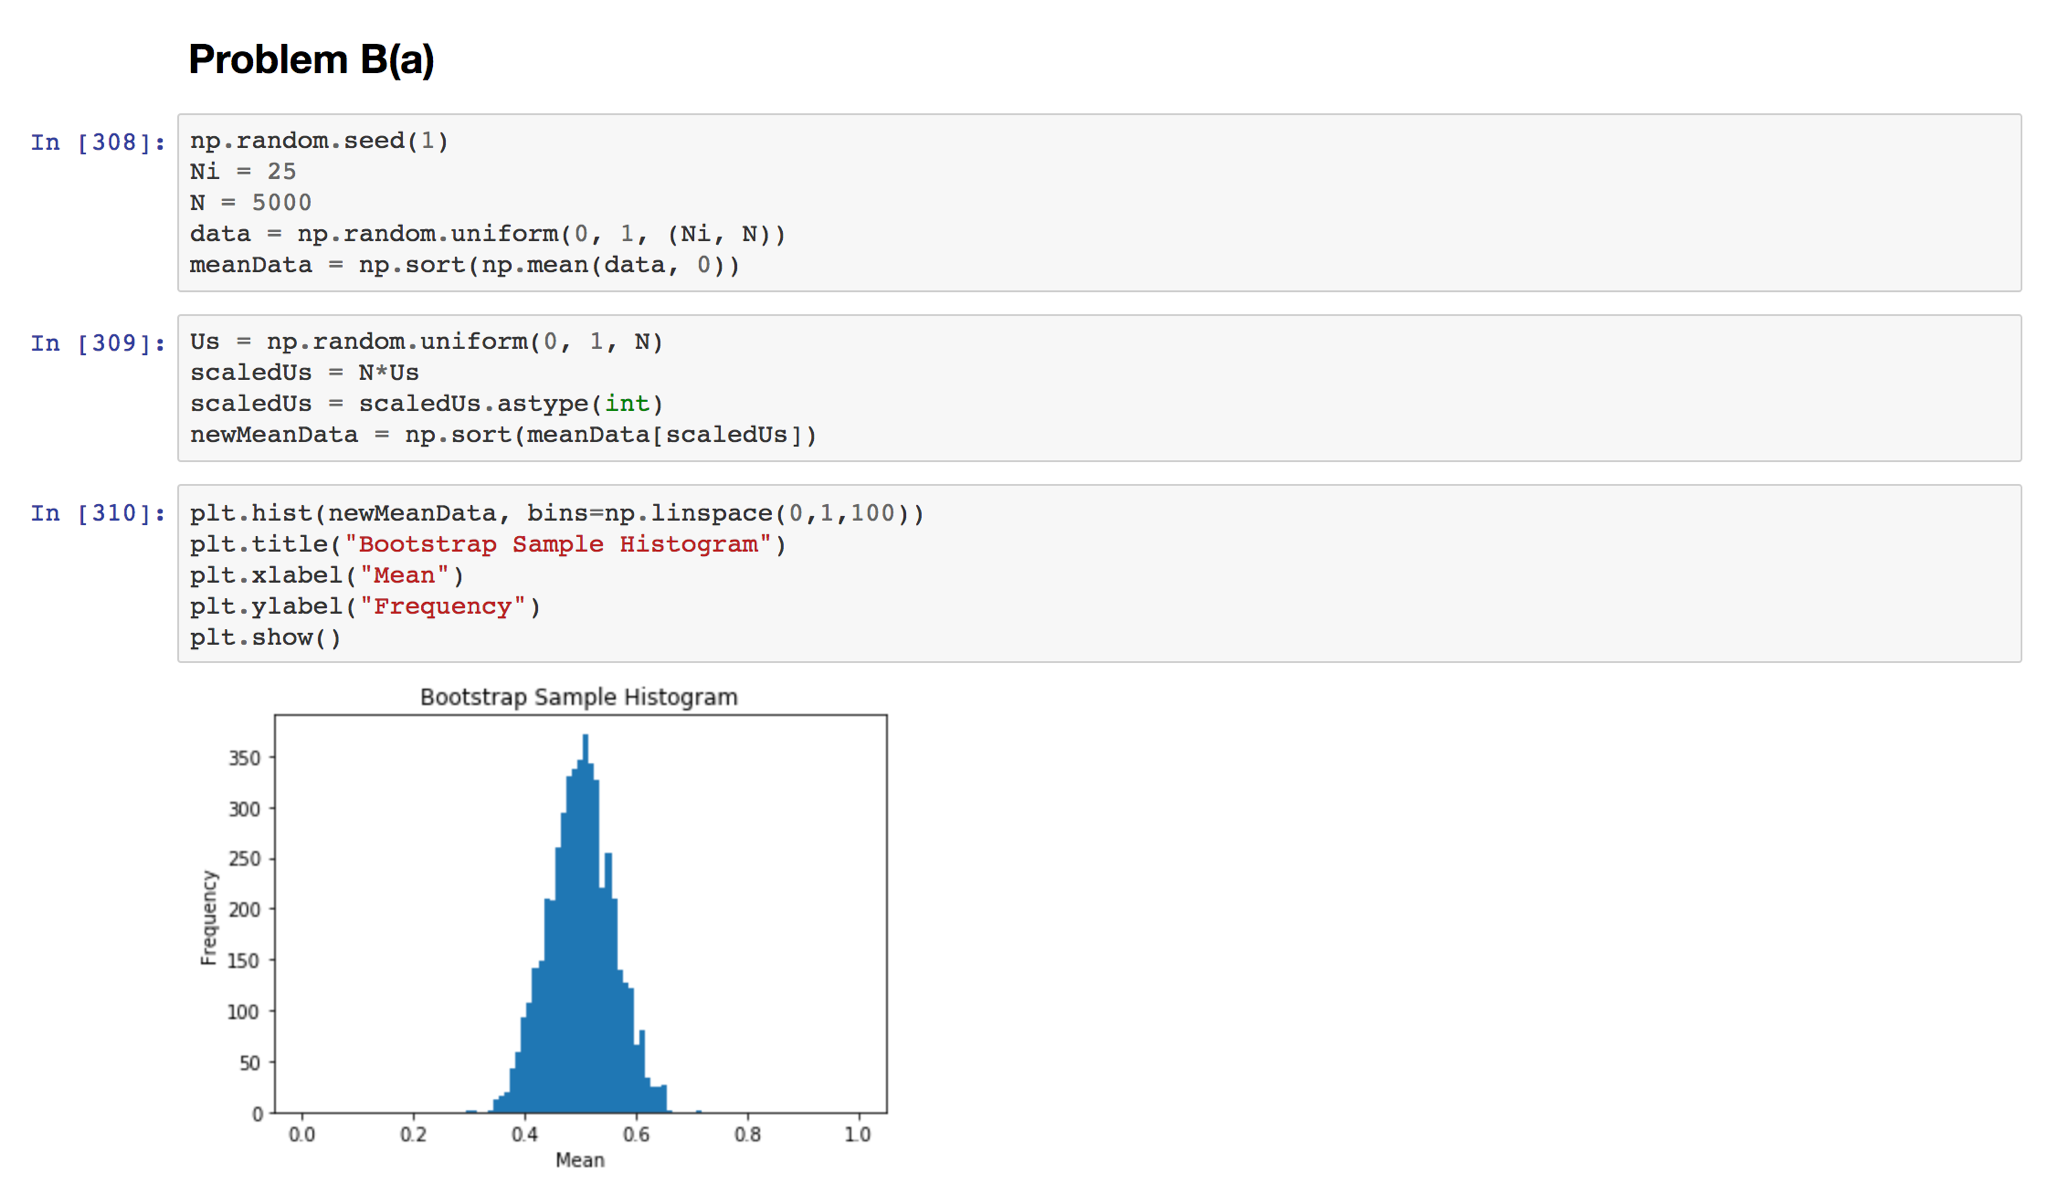 Problem B(a)
In [308]:
np.random.seed(1)
Ni = 25
N = 5000
data = np.random.uniform(0, 1, (Ni, N))
meanData = np.sort(np.mean(data, 0))
In [309]:
Us = np.random.uniform(0, 1, N)
scaledUs = N*Us
scaledUs = scaledUs.astype(int)
newMeanData = np.sort(meanData[scaledUs])
In [310]:
plt.hist(newMeanData, bins=np.linspace(0,1,100))
plt.title("Bootstrap Sample Histogram")
plt.xlabel("Mean")
plt.ylabel("Frequency")
plt.show()
Bootstrap Sample Histogram
Frequency
350
300
250
200
150
100
50
0
0.0 0.2 0.4 0.6 0.8 1.0
Mean